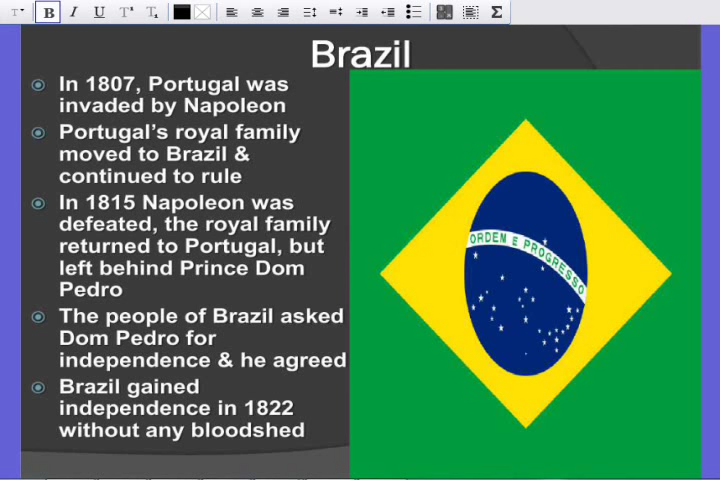 B I U T T Σ
Brazil
In 1807, Portugal was
invaded by Napoleon
Portugal's royal family
moved to Brazil &
continued to rule
In 1815 Napoleon was
defeated, the royal family
returned to Portugal, but
left behind Prince Dom
Pedro
The people of Brazil asked
Dom Pedro for
independence & he agreed
Brazil gained
independence in 1822
without any bloodshed
ORDEM E PROGRESSO